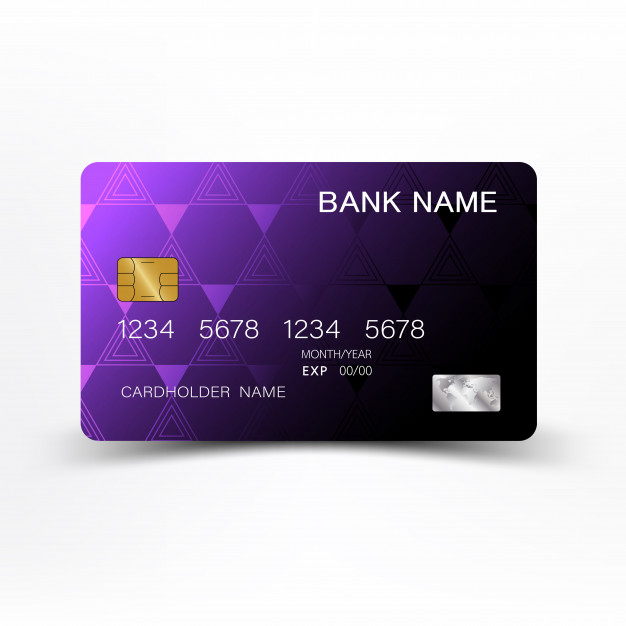 BANK NAME
1234 5678 1234 5678
MONTH/YEAR
EXP 00/00
CARDHOLDER NAME